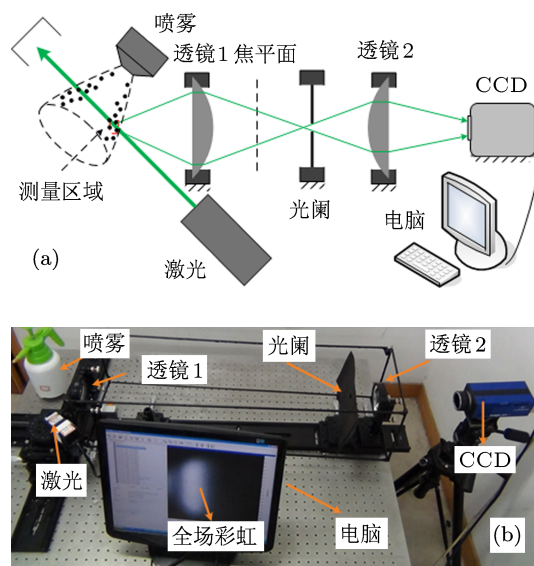 喷雾
透镜1 焦平面
透镜2
CCD
测量区域
光阑
电脑
激光
(a)
喷雾
光阑
透镜2
透镜1
激光
CCD
全场彩虹
电脑
(b)